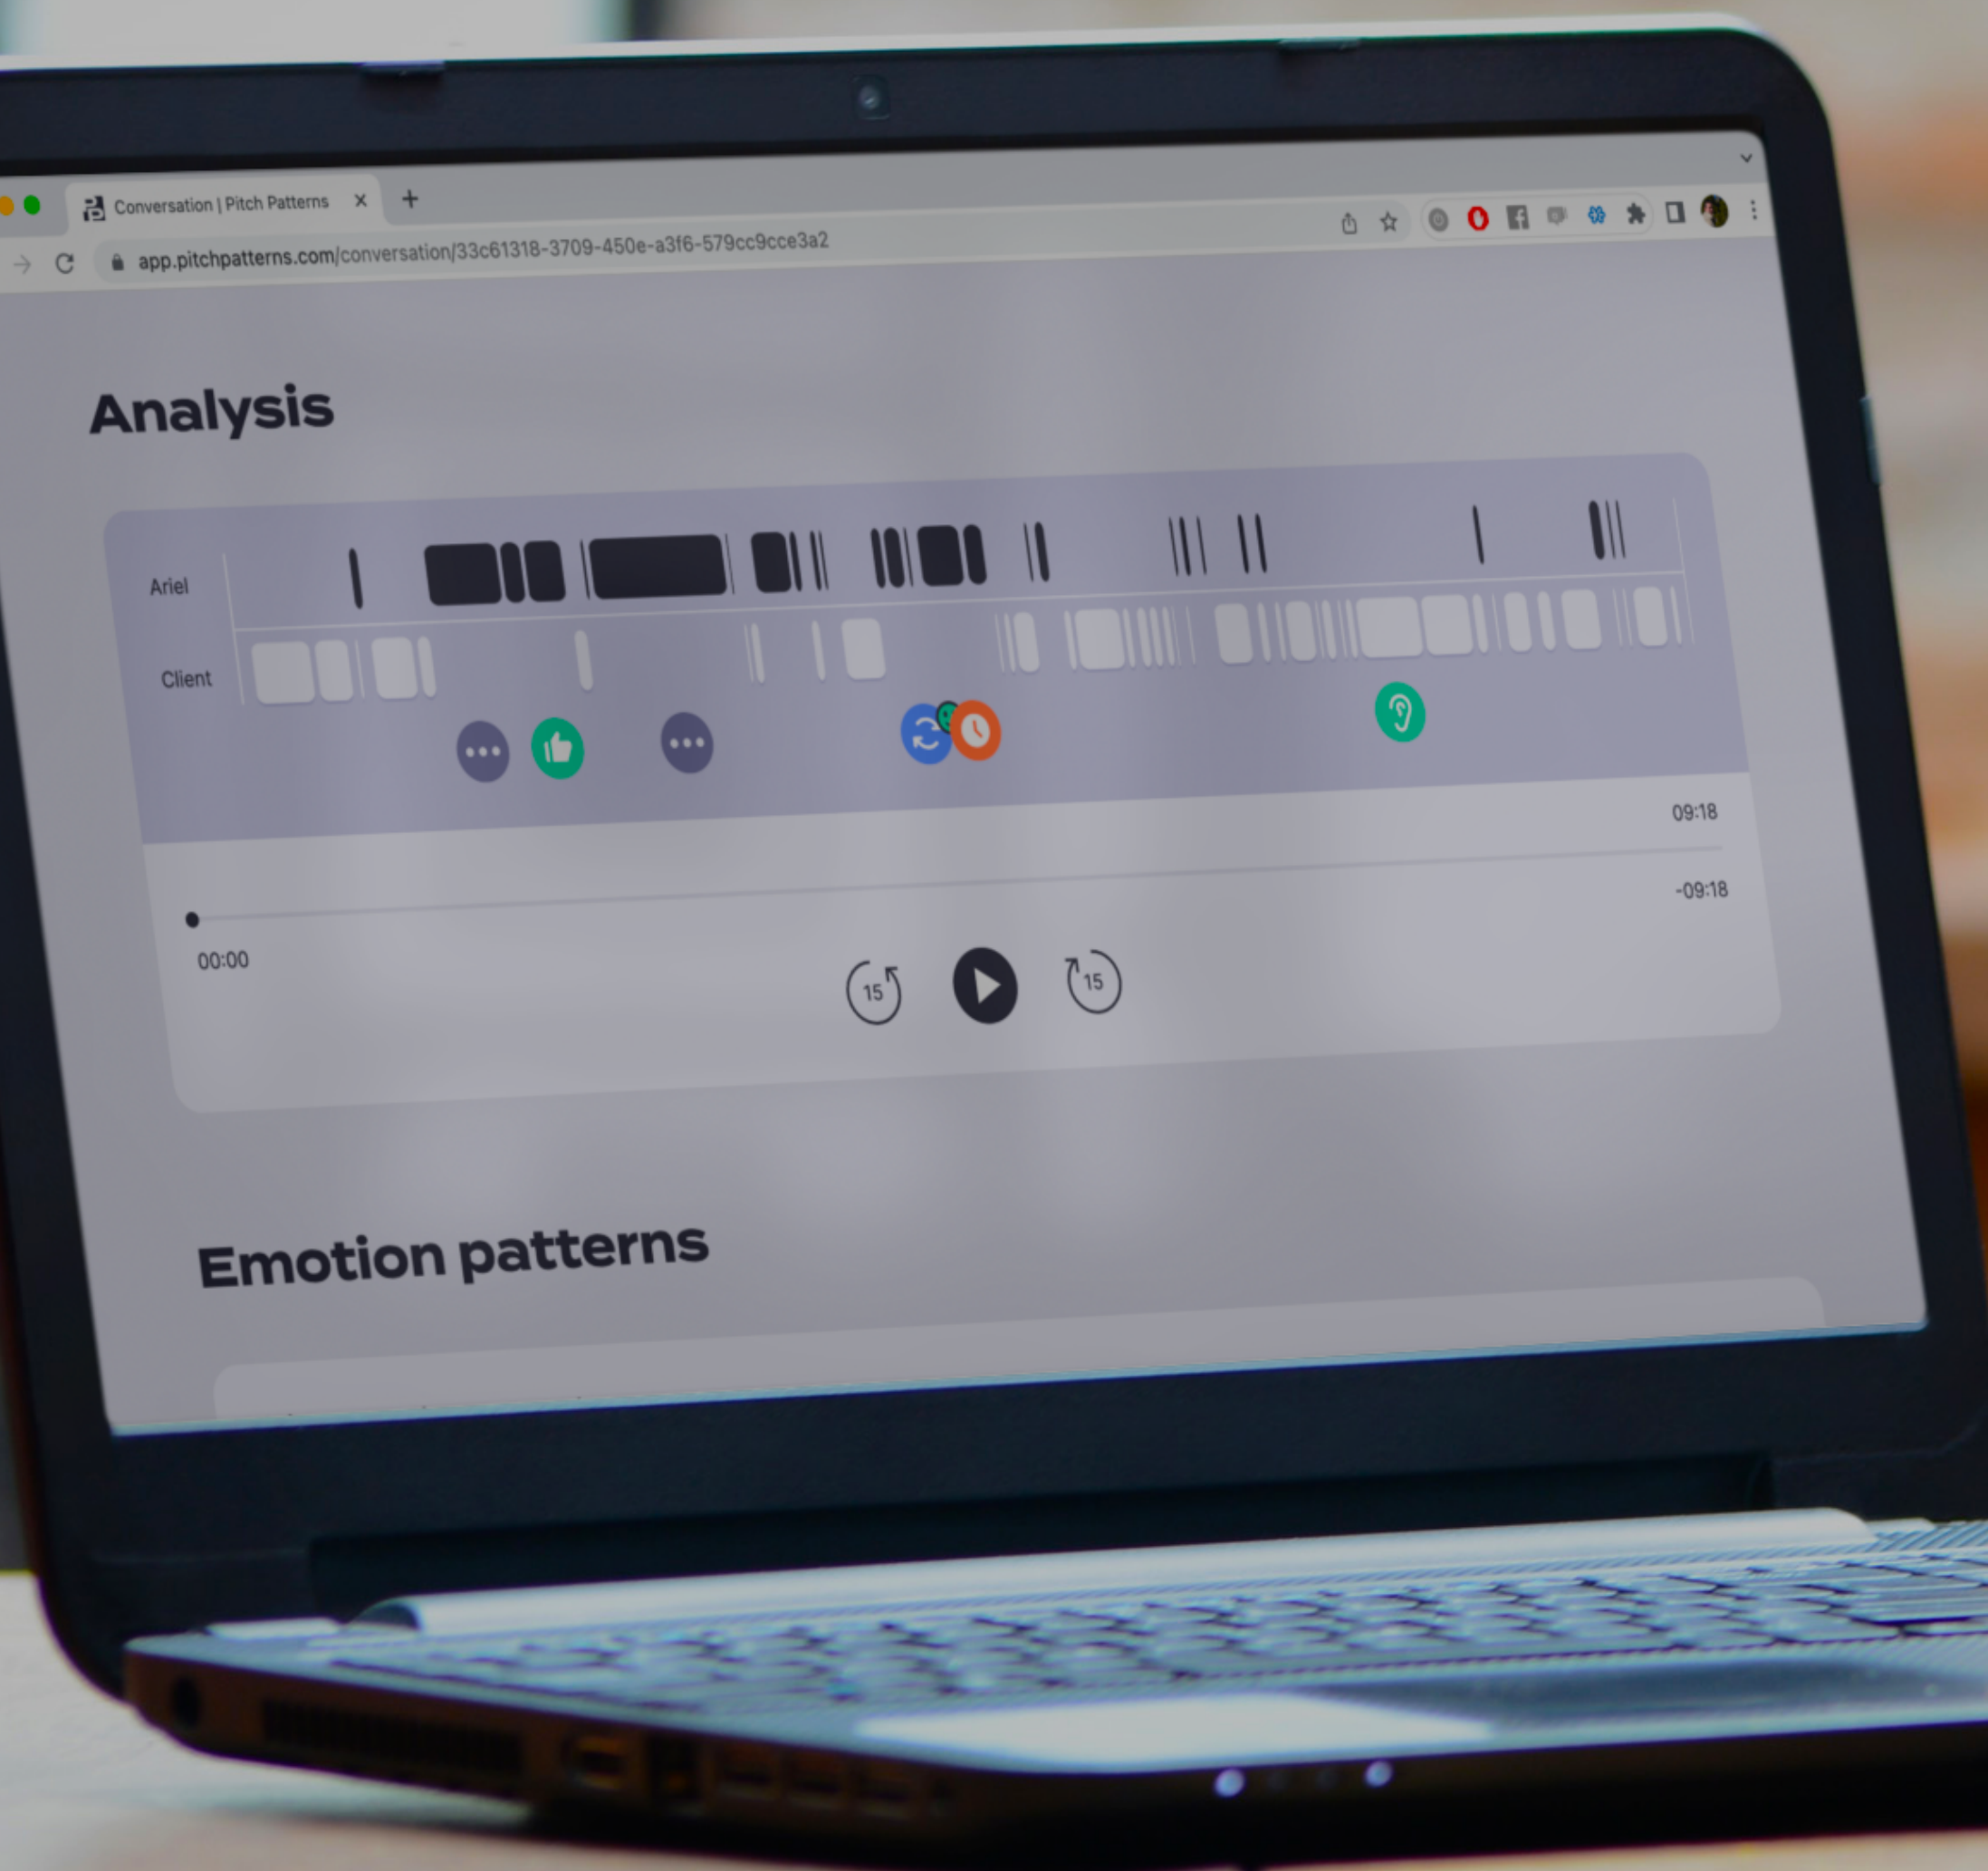 Conversation | Pitch Patterns
app.pitchpatterns.com/conversation/33c61318-3709-450e-a3f6-579cc9cce3a2
Analysis
Ariel
Client
09:18
-09:18
00:00
15
15
Emotion patterns